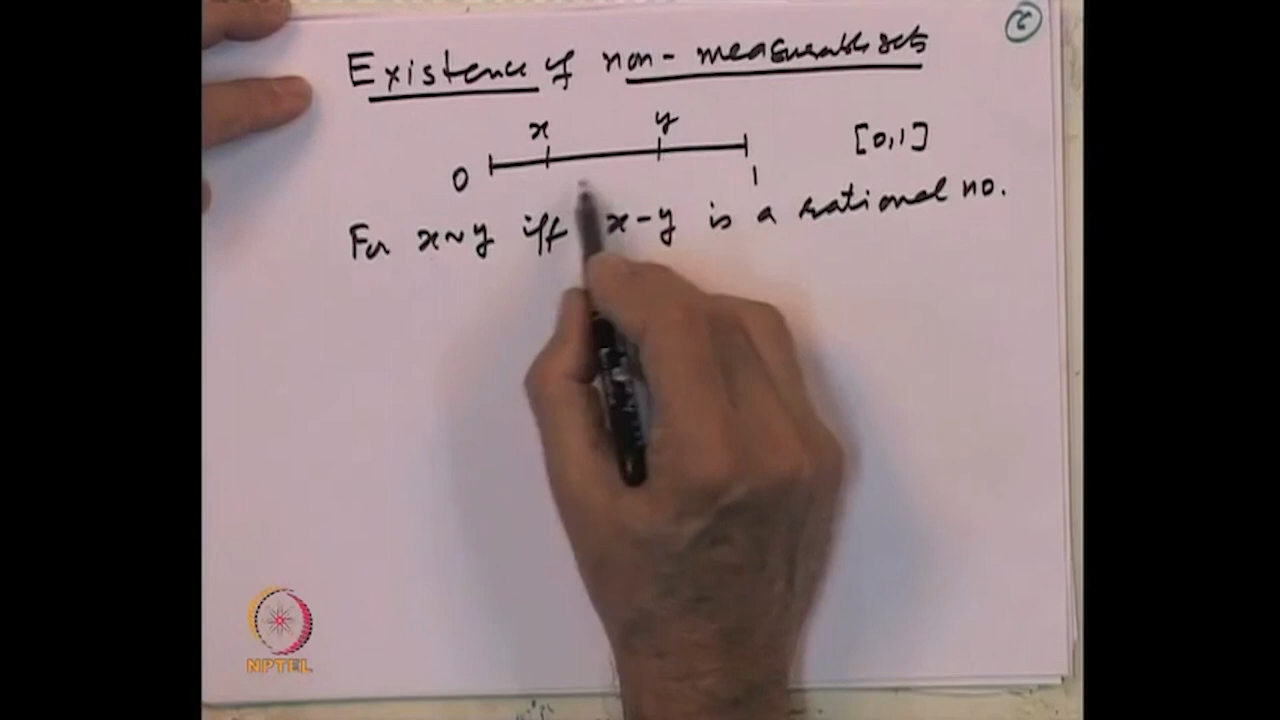 Existence of non-measurable sets
x y [0,1]
0 1
For x~y iff x-y is a rational no.
NPTEL